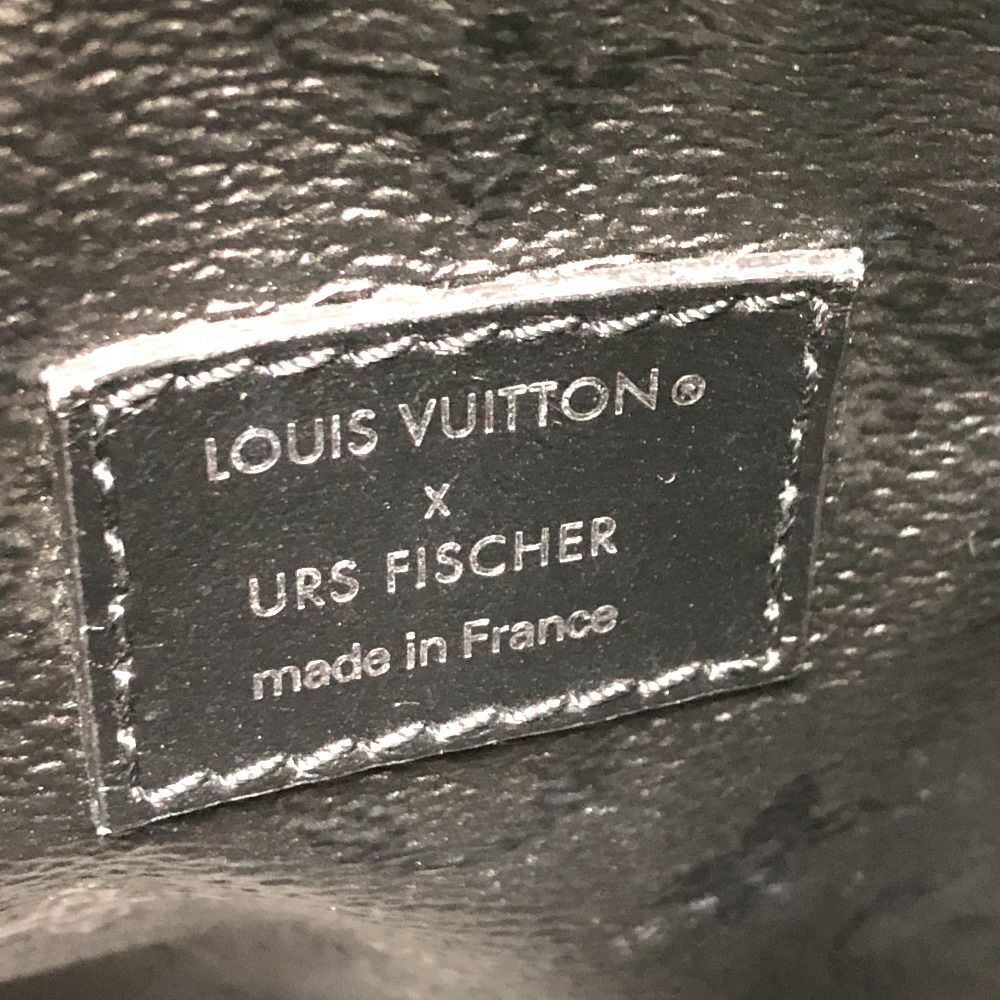 LOUIS VUITTON®
x
URS FISCHER
made in France